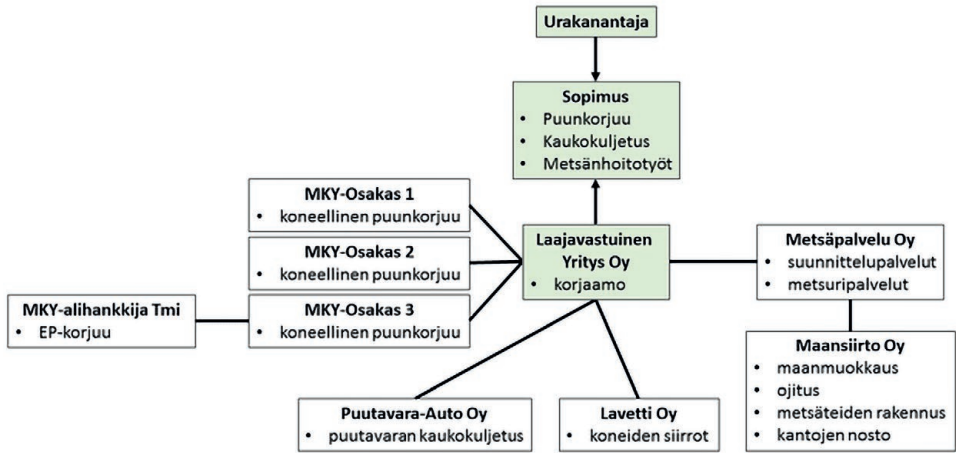 Urakanantaja
Sopimus
• Puunkorjuu
• Kaukokuljetus
• Metsänhoitotyöt
MKY-Osakas 1
• koneellinen puunkorjuu
MKY-Osakas 2
• koneellinen puunkorjuu
MKY-Osakas 3
• koneellinen puunkorjuu
MKY-alihankkija Tmi
• EP-korjuu
Laajavastuinen
Yritys Oy
• korjaamo
Metsäpalvelu Oy
• suunnittelupalvelut
• metsuripalvelut
Maansiirto Oy
• maanmuokkaus
• ojitus
• metsäteiden rakennus
• kantojen nosto
Puutavara-Auto Oy
• puutavaran kaukokuljetus
Lavetti Oy
• koneiden siirrot